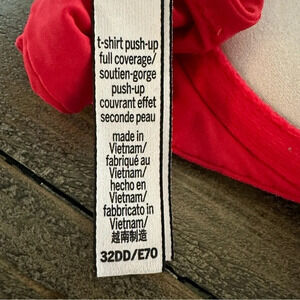 t-shirt push-up
full coverage/
soutien-gorge
push-up
couvrant effet
seconde peau
made in
Vietnam/
fabriqué au
Vietnam/
hecho en
Vietnam/
fabbricato in
Vietnam/
越南制造
32DD/E70